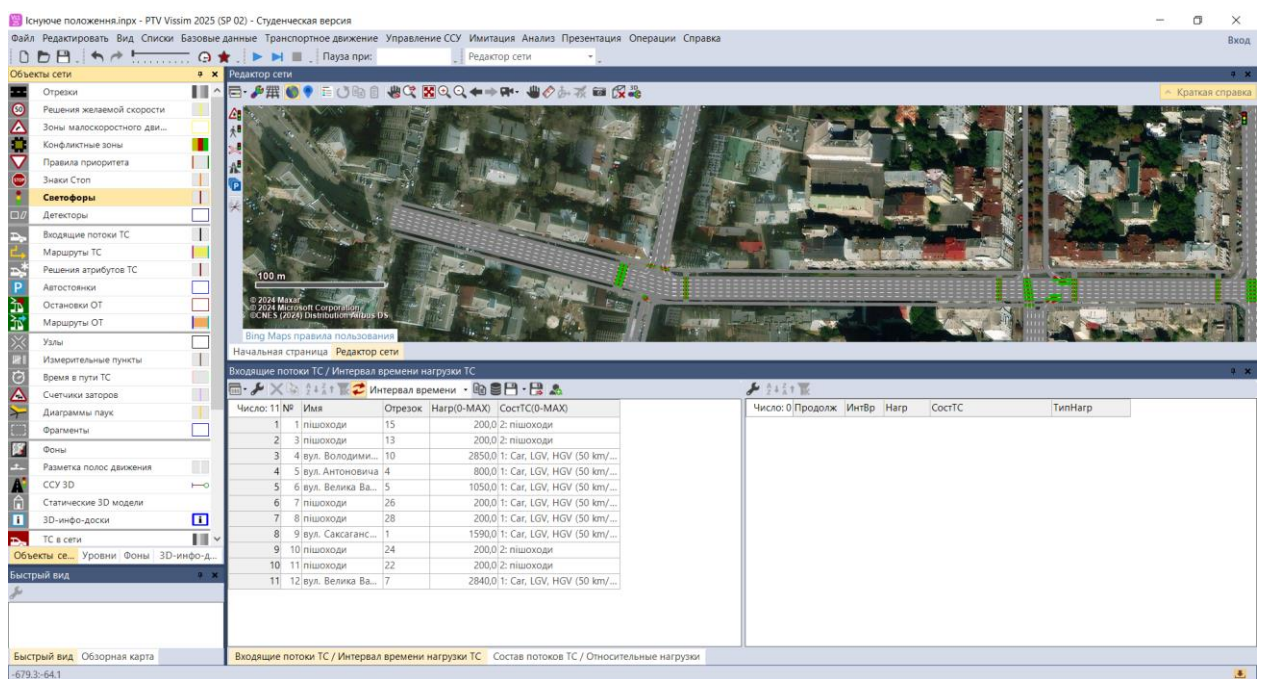 Існуюче положення.inpx - PTV Vissim 2025 (SP 02) - Студенческая версия
Файл Редактировать Вид Списки Базовые данные Транспортное движение Управление ССУ Имитация Анализ Презентация Операции Справка
Вход
Пауза при: Редактор сети
Объекты сети
Отрезки
Решения желаемой скорости
Зоны малоскоростного дви...
Конфликтные зоны
Правила приоритета
Знаки Стоп
Светофоры
Детекторы
Входящие потоки ТС
Маршруты ТС
Решения атрибутов ТС
Автостоянки
Остановки ОТ
Маршруты ОТ
Узлы
Измерительные пункты
Время в пути ТС
Счетчики заторов
Диаграммы паук
Фрагменты
Фоны
Разметка полос движения
ССУ 3D
Статические 3D модели
3D-инфо-доски
ТС в сети
Объекты се... Уровни Фоны 3D-инфо-д...
Быстрый вид
Быстрый вид Обзорная карта
-679.3:-64.1
Редактор сети
Краткая справка
100 m
© 2024 Maxar
© 2024 Microsoft Corporation
©CNES (2024) Distribution Airbus DS
Bing Maps правила пользования
Начальная страница Редактор сети
Входящие потоки ТС / Интервал времени нагрузки ТС
Интервал времени
Число: 11 № Имя Отрезок Нагр(0-MAX) СостТС(0-MAX)
1 1 пішоходи 15 200,0 2: пішоходи
2 3 пішоходи 13 200,0 2: пішоходи
3 4 вул. Володими... 10 2850,0 1: Car, LGV, HGV (50 km/...
4 5 вул. Антоновича 4 800,0 1: Car, LGV, HGV (50 km/...
5 6 вул. Велика Ва... 5 1050,0 1: Car, LGV, HGV (50 km/...
6 7 пішоходи 26 200,0 1: Car, LGV, HGV (50 km/...
7 8 пішоходи 28 200,0 1: Car, LGV, HGV (50 km/...
8 9 вул. Саксаганс... 1 1590,0 1: Car, LGV, HGV (50 km/...
9 10 пішоходи 24 200,0 2: пішоходи
10 11 пішоходи 22 200,0 2: пішоходи
11 12 вул. Велика Ва... 7 2840,0 1: Car, LGV, HGV (50 km/...
Число: 0 Продолж ИнтВр Нагр СостТС ТипНагр
Входящие потоки ТС / Интервал времени нагрузки ТС Состав потоков ТС / Относительные нагрузки